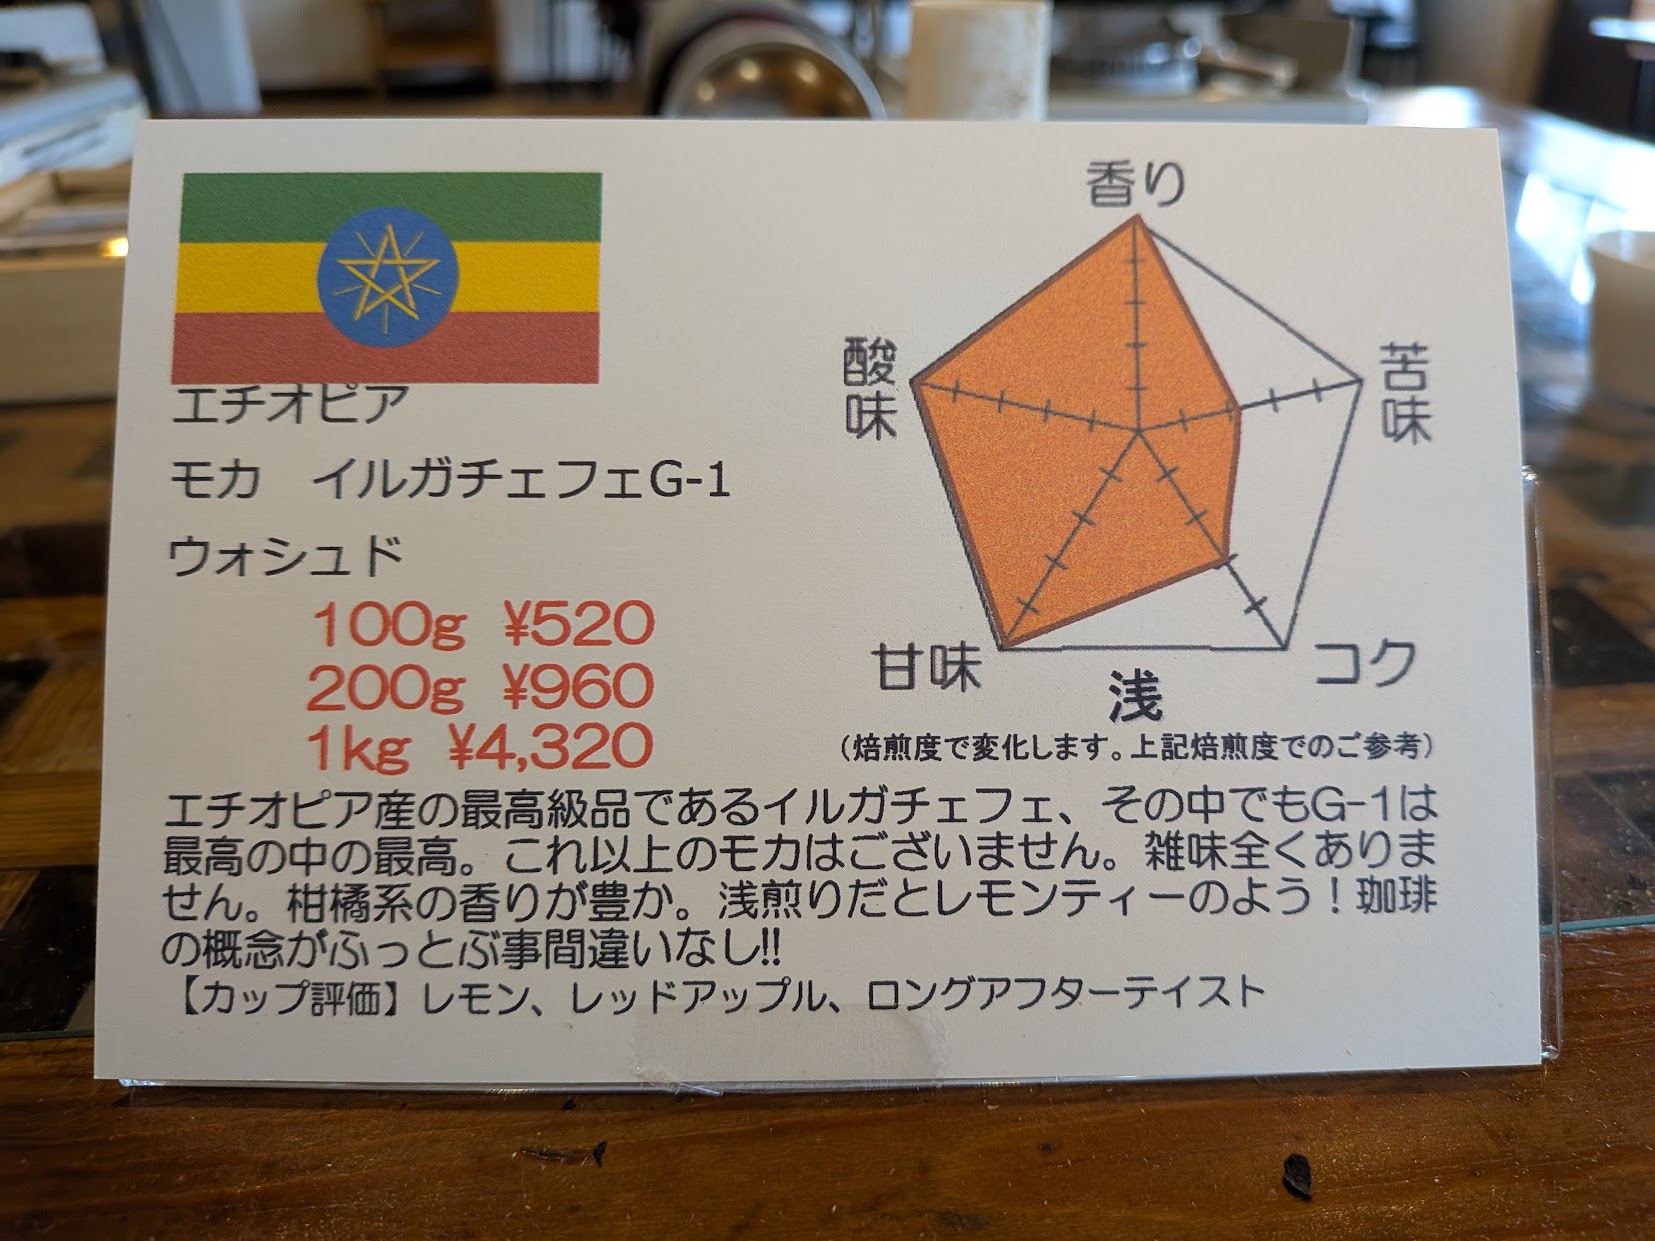 エチオピア
モカ　イルガチェフェG-1
ウォシュド
100g ¥520
200g ¥960
1kg ¥4,320
香り
酸味
苦味
甘味
コク
浅
（焙煎度で変化します。上記焙煎度でのご参考）
エチオピア産の最高級品であるイルガチェフェ、その中でもG-1は
最高の中の最高。これ以上のモカはございません。雑味全くありま
せん。柑橘系の香りが豊か。浅煎りだとレモンティーのよう！珈琲
の概念がふっとぶ事間違いなし!!
【カップ評価】レモン、レッドアップル、ロングアフターテイスト